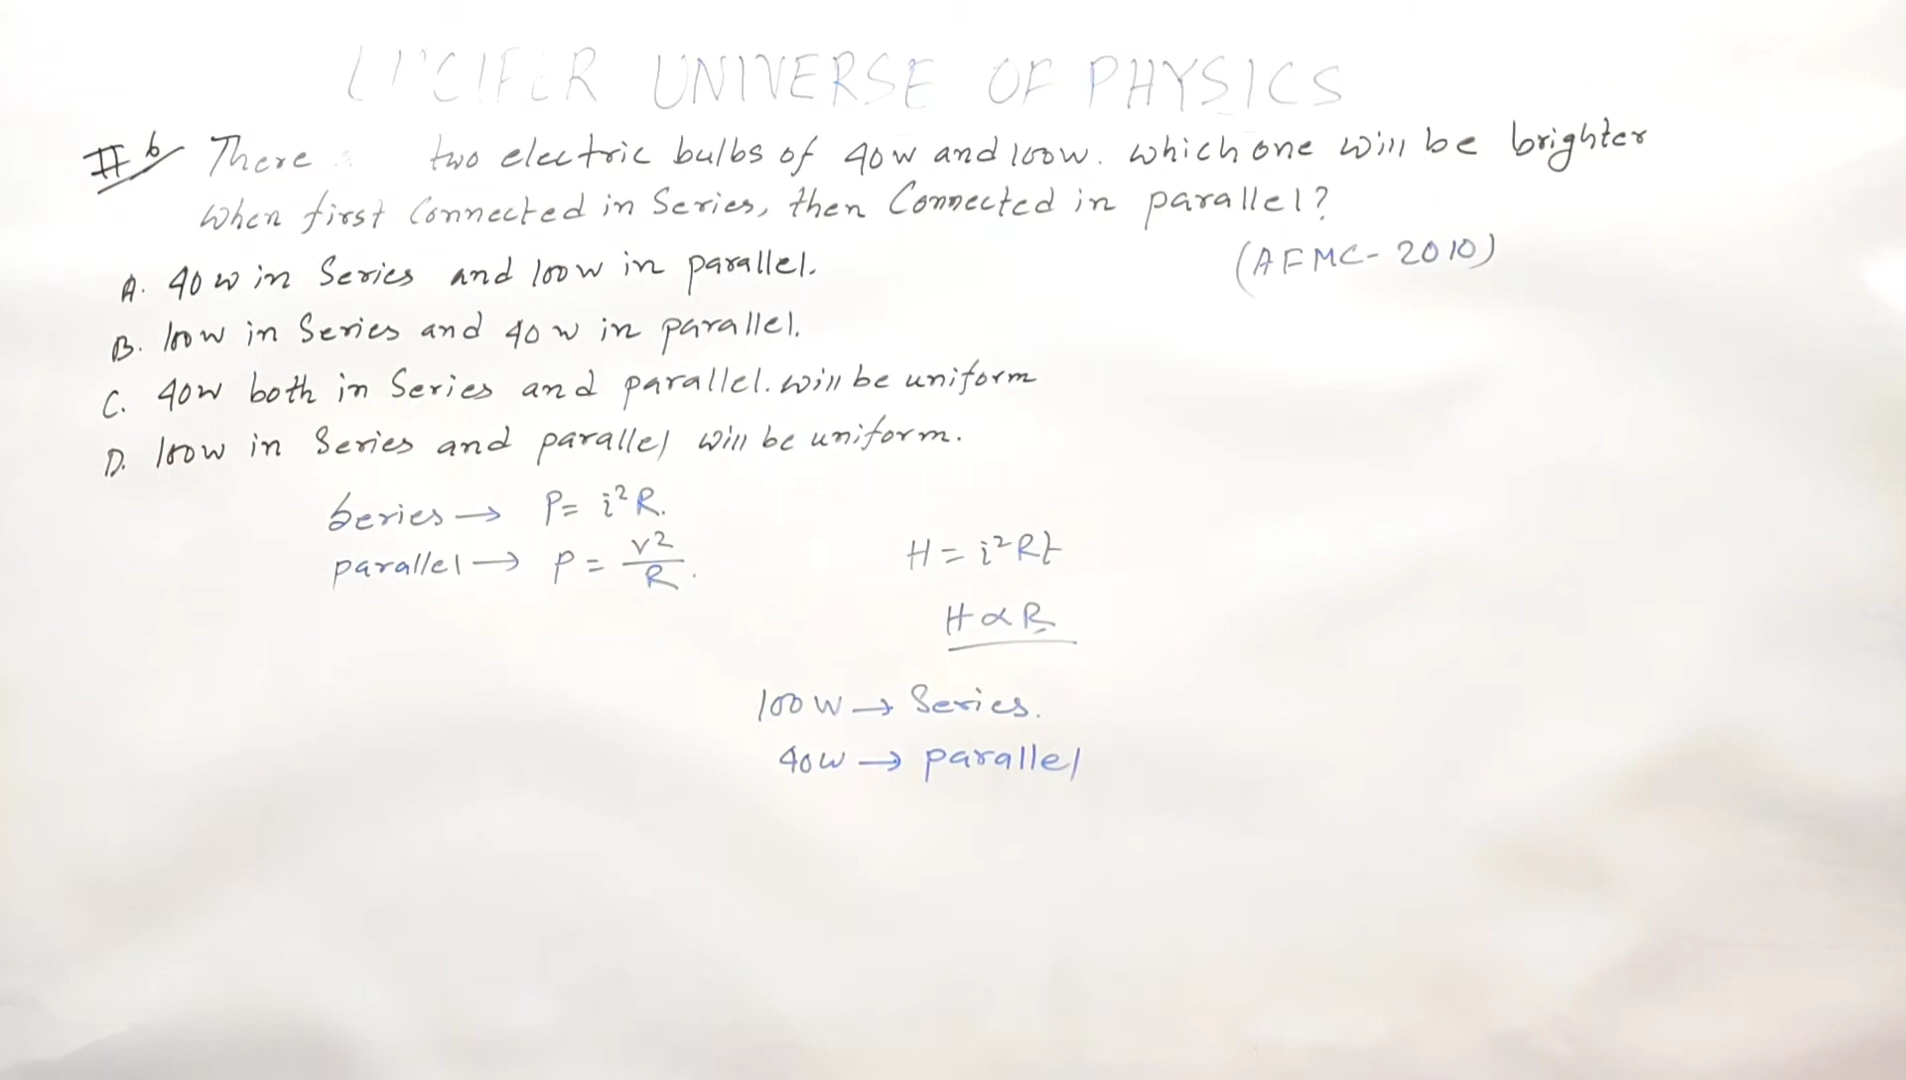 LUCIFER UNIVERSE OF PHYSICS
#6 There two electric bulbs of 40w and 100w. which one will be brighter
when first Connected in Series, then Connected in parallel?
(AFMC-2010)
A. 40w in Series and 100w in parallel.
B. 100w in Series and 40w in parallel.
C. 40w both in Series and parallel. will be uniform
D. 100w in Series and parallel will be uniform.
Series → P= i²R.
parallel → P = V²/R.
H = i²Rt
H ∝ R
100W → Series.
40W → parallel